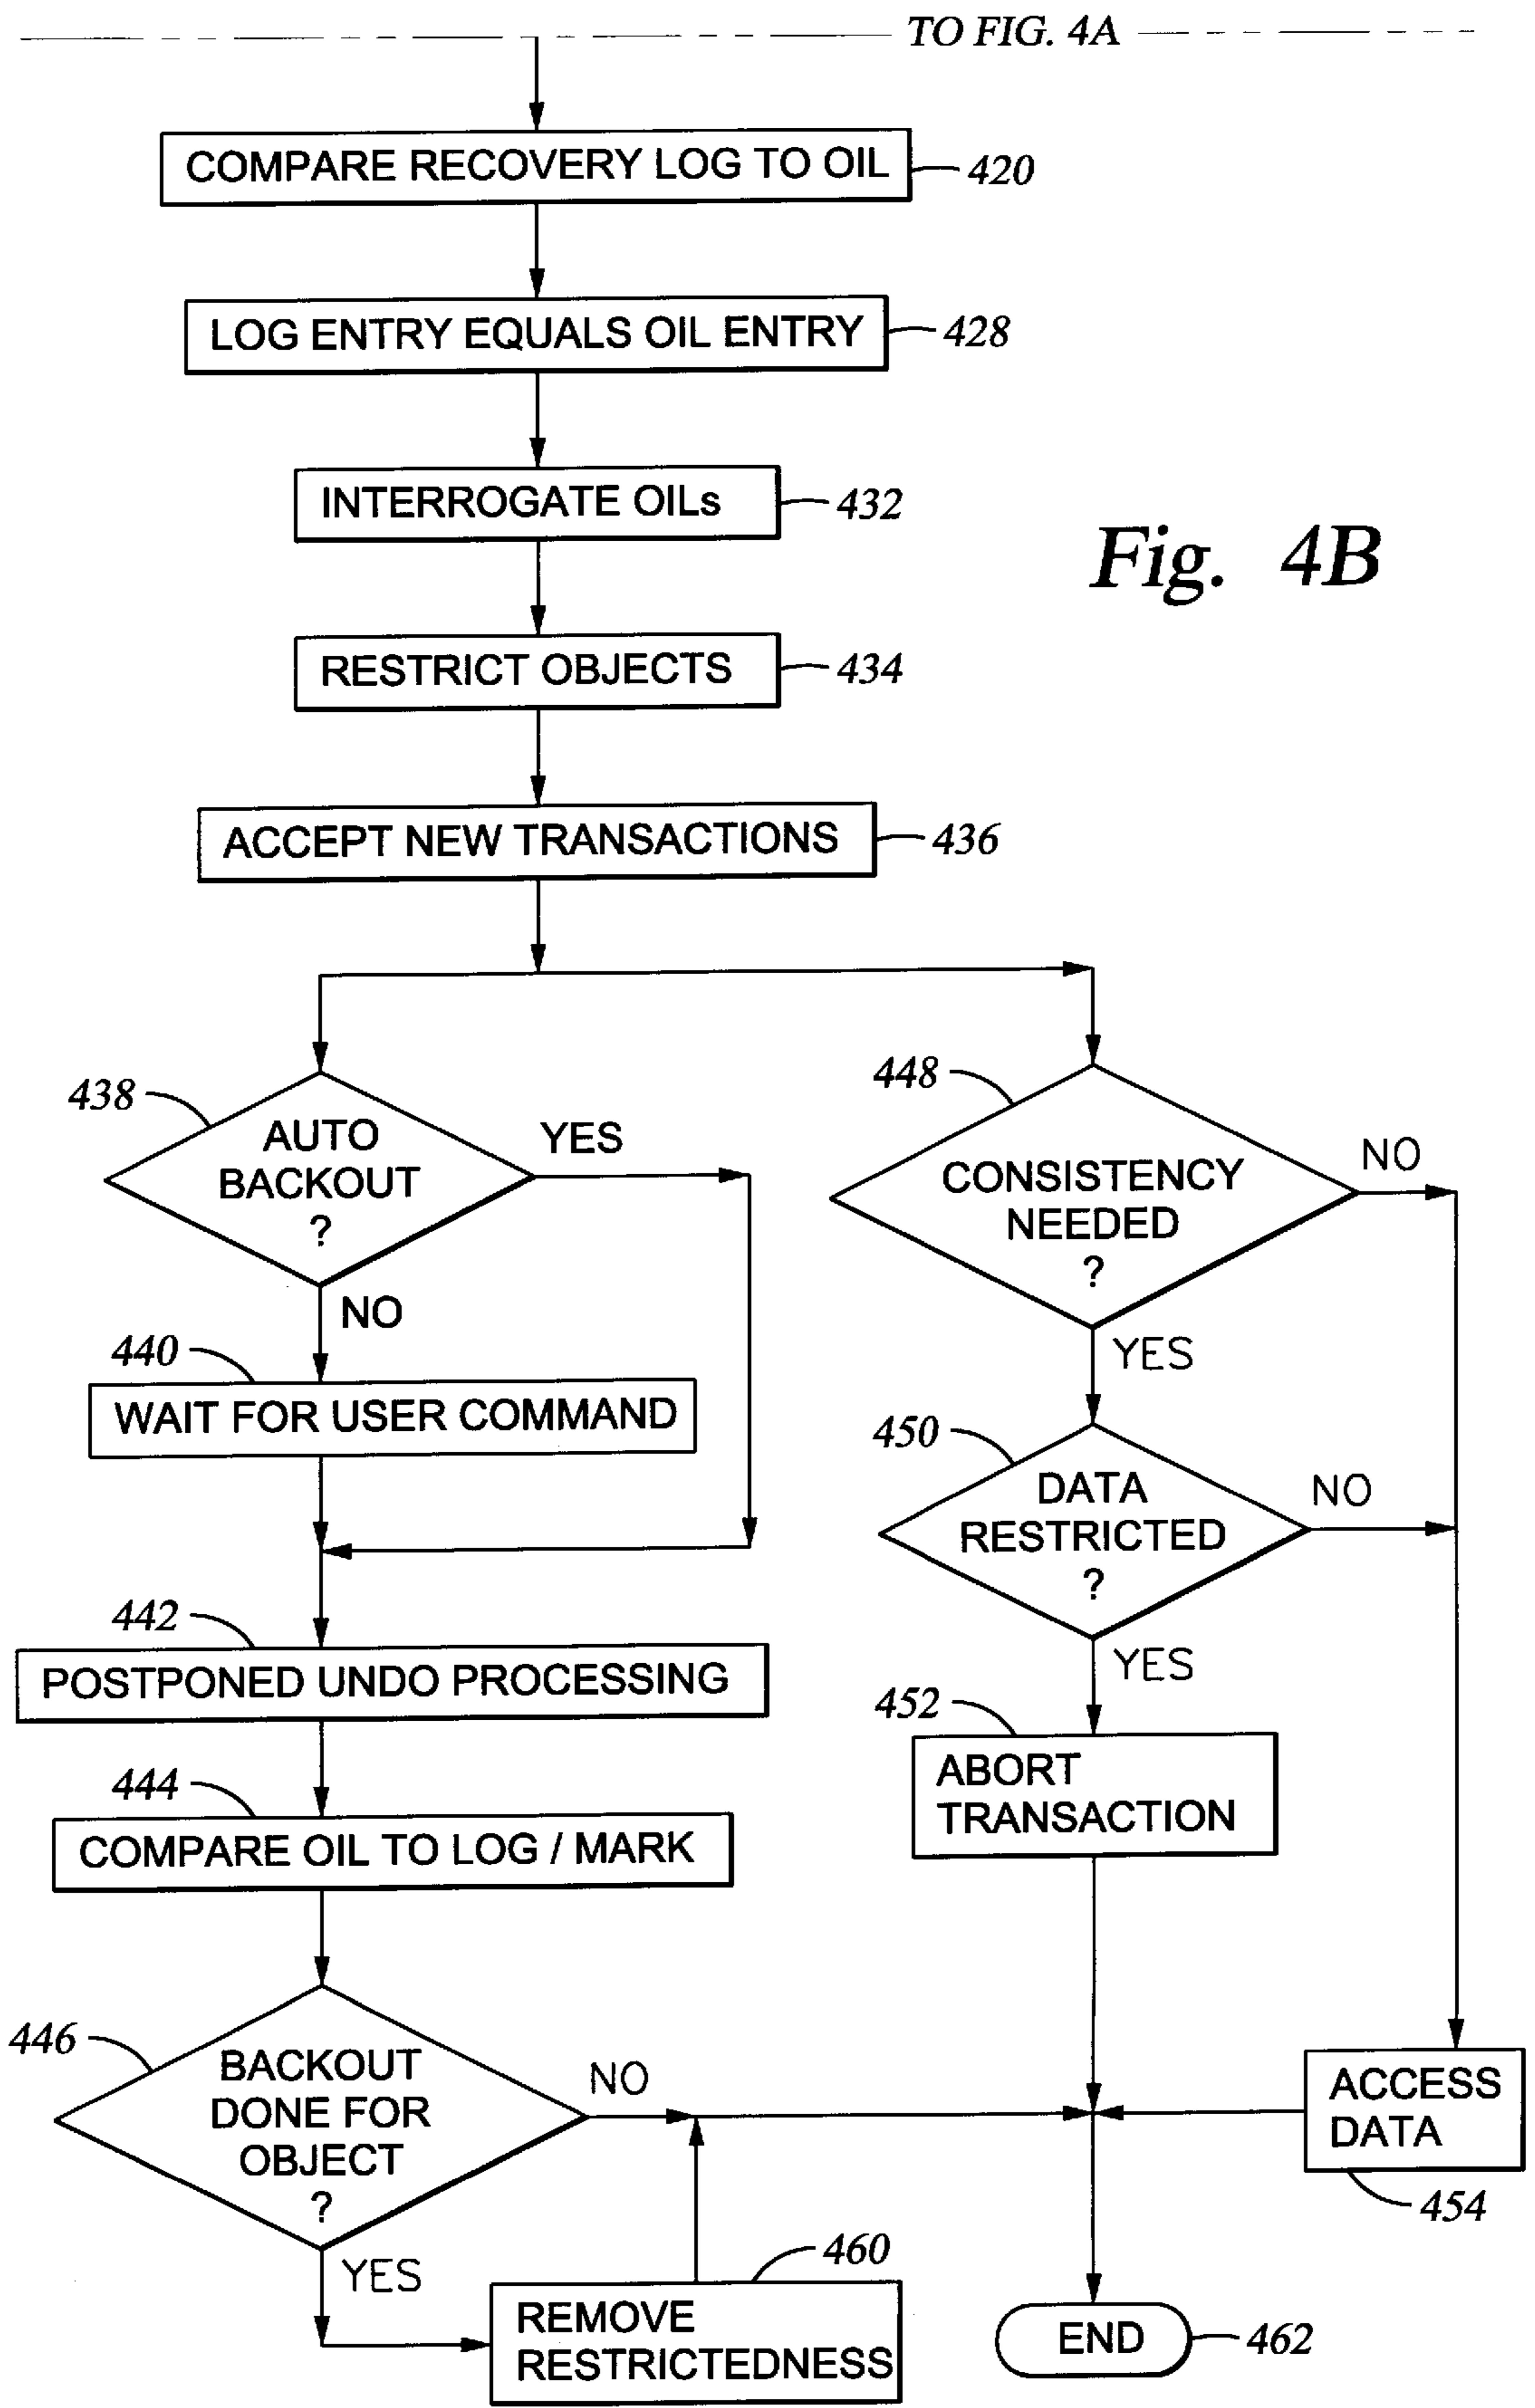 TO FIG. 4A
COMPARE RECOVERY LOG TO OIL
420
LOG ENTRY EQUALS OIL ENTRY
428
INTERROGATE OILs
432
Fig. 4B
RESTRICT OBJECTS
434
ACCEPT NEW TRANSACTIONS
436
438
AUTO
BACKOUT
?
YES
NO
440
WAIT FOR USER COMMAND
442
POSTPONED UNDO PROCESSING
444
COMPARE OIL TO LOG / MARK
446
BACKOUT
DONE FOR
OBJECT
?
NO
YES
460
REMOVE
RESTRICTEDNESS
448
CONSISTENCY
NEEDED
?
NO
YES
450
DATA
RESTRICTED
?
NO
YES
452
ABORT
TRANSACTION
ACCESS
DATA
454
END
462